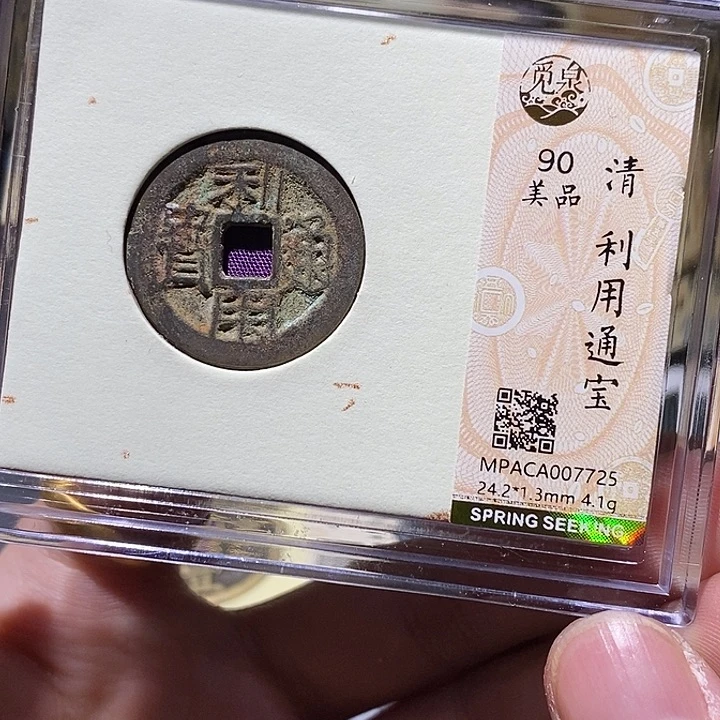 觅泉
90
美品
清
利用通宝
MPACA007725
24.2*1.3mm 4.1g
SPRING SEEKING
利用通寳